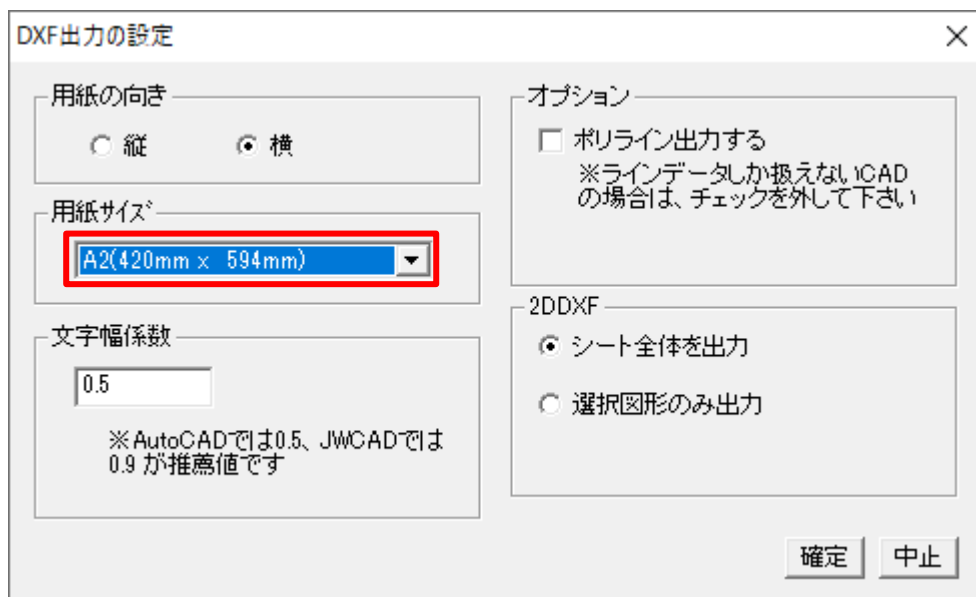 DXF出力の設定
用紙の向き
縦
横
用紙サイズ
A2(420mm x 594mm)
文字幅係数
0.5
※AutoCADでは0.5、JWCADでは
0.9 が推薦値です
オプション
ポリライン出力する
※ラインデータしか扱えないCAD
の場合は、チェックを外して下さい
2DDXF
シート全体を出力
選択図形のみ出力
確定
中止